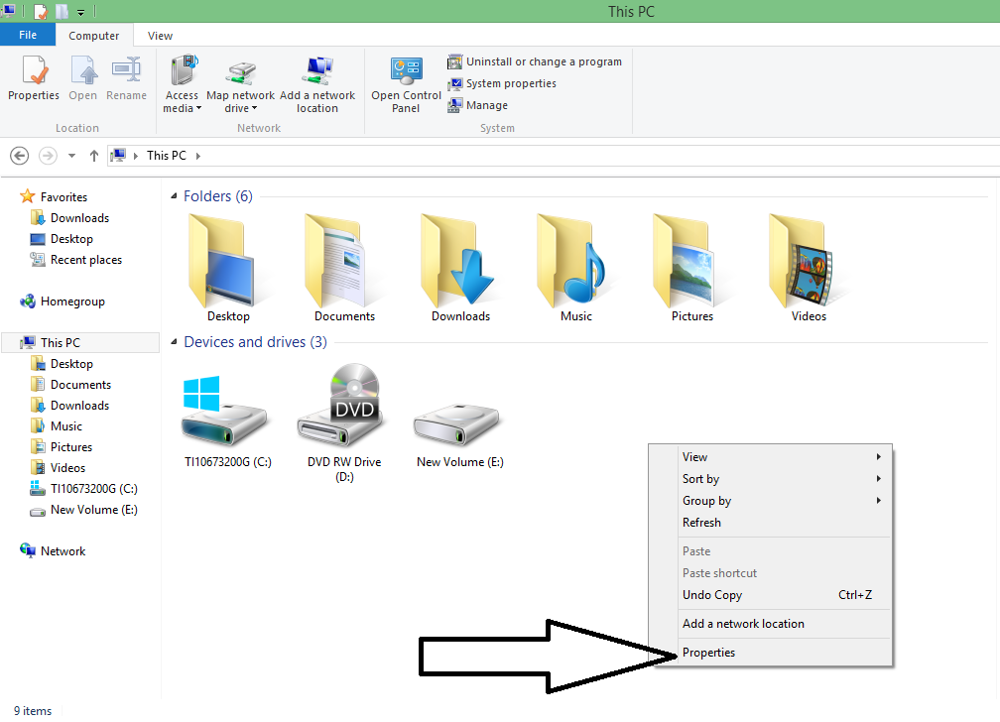 This PC
File
Computer
View
Properties
Open
Rename
Access media
Map network drive
Add a network location
Open Control Panel
Uninstall or change a program
System properties
Manage
Location
Network
System
This PC
Favorites
Downloads
Desktop
Recent places
Homegroup
This PC
Desktop
Documents
Downloads
Music
Pictures
Videos
TI10673200G (C:)
New Volume (E:)
Network
Folders (6)
Desktop
Documents
Downloads
Music
Pictures
Videos
Devices and drives (3)
DVD
TI10673200G (C:)
DVD RW Drive
(D:)
New Volume (E:)
View
Sort by
Group by
Refresh
Paste
Paste shortcut
Undo Copy Ctrl+Z
Add a network location
Properties
9 items